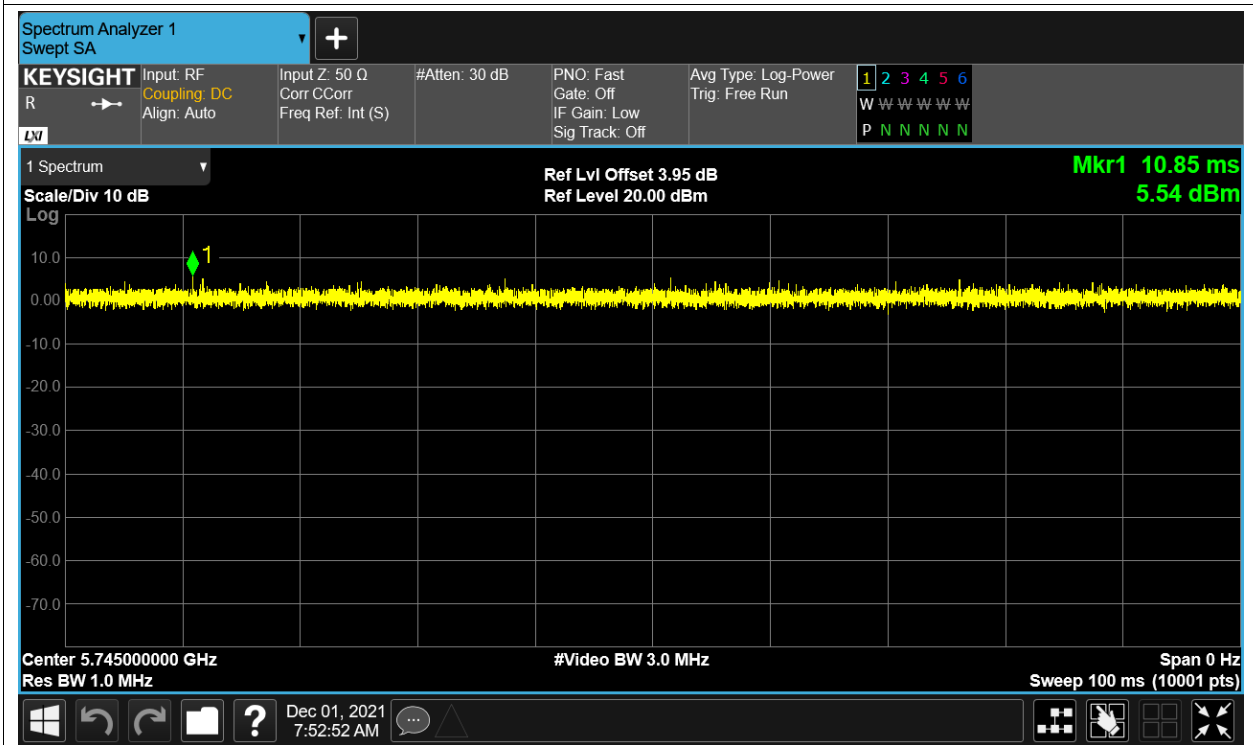 Spectrum Analyzer 1
Swept SA
KEYSIGHT
R
LXI
Input: RF
Coupling: DC
Align: Auto
Input Z: 50 Ω
Corr CCorr
Freq Ref: Int (S)
#Atten: 30 dB
PNO: Fast
Gate: Off
IF Gain: Low
Sig Track: Off
Avg Type: Log-Power
Trig: Free Run
1 2 3 4 5 6
W W W W W W
P N N N N N
1 Spectrum
Scale/Div 10 dB
Log
Ref Lvl Offset 3.95 dB
Ref Level 20.00 dBm
Mkr1 10.85 ms
5.54 dBm
1
10.0
0.00
-10.0
-20.0
-30.0
-40.0
-50.0
-60.0
-70.0
Center 5.745000000 GHz
Res BW 1.0 MHz
#Video BW 3.0 MHz
Span 0 Hz
Sweep 100 ms (10001 pts)
?
Dec 01, 2021
7:52:52 AM